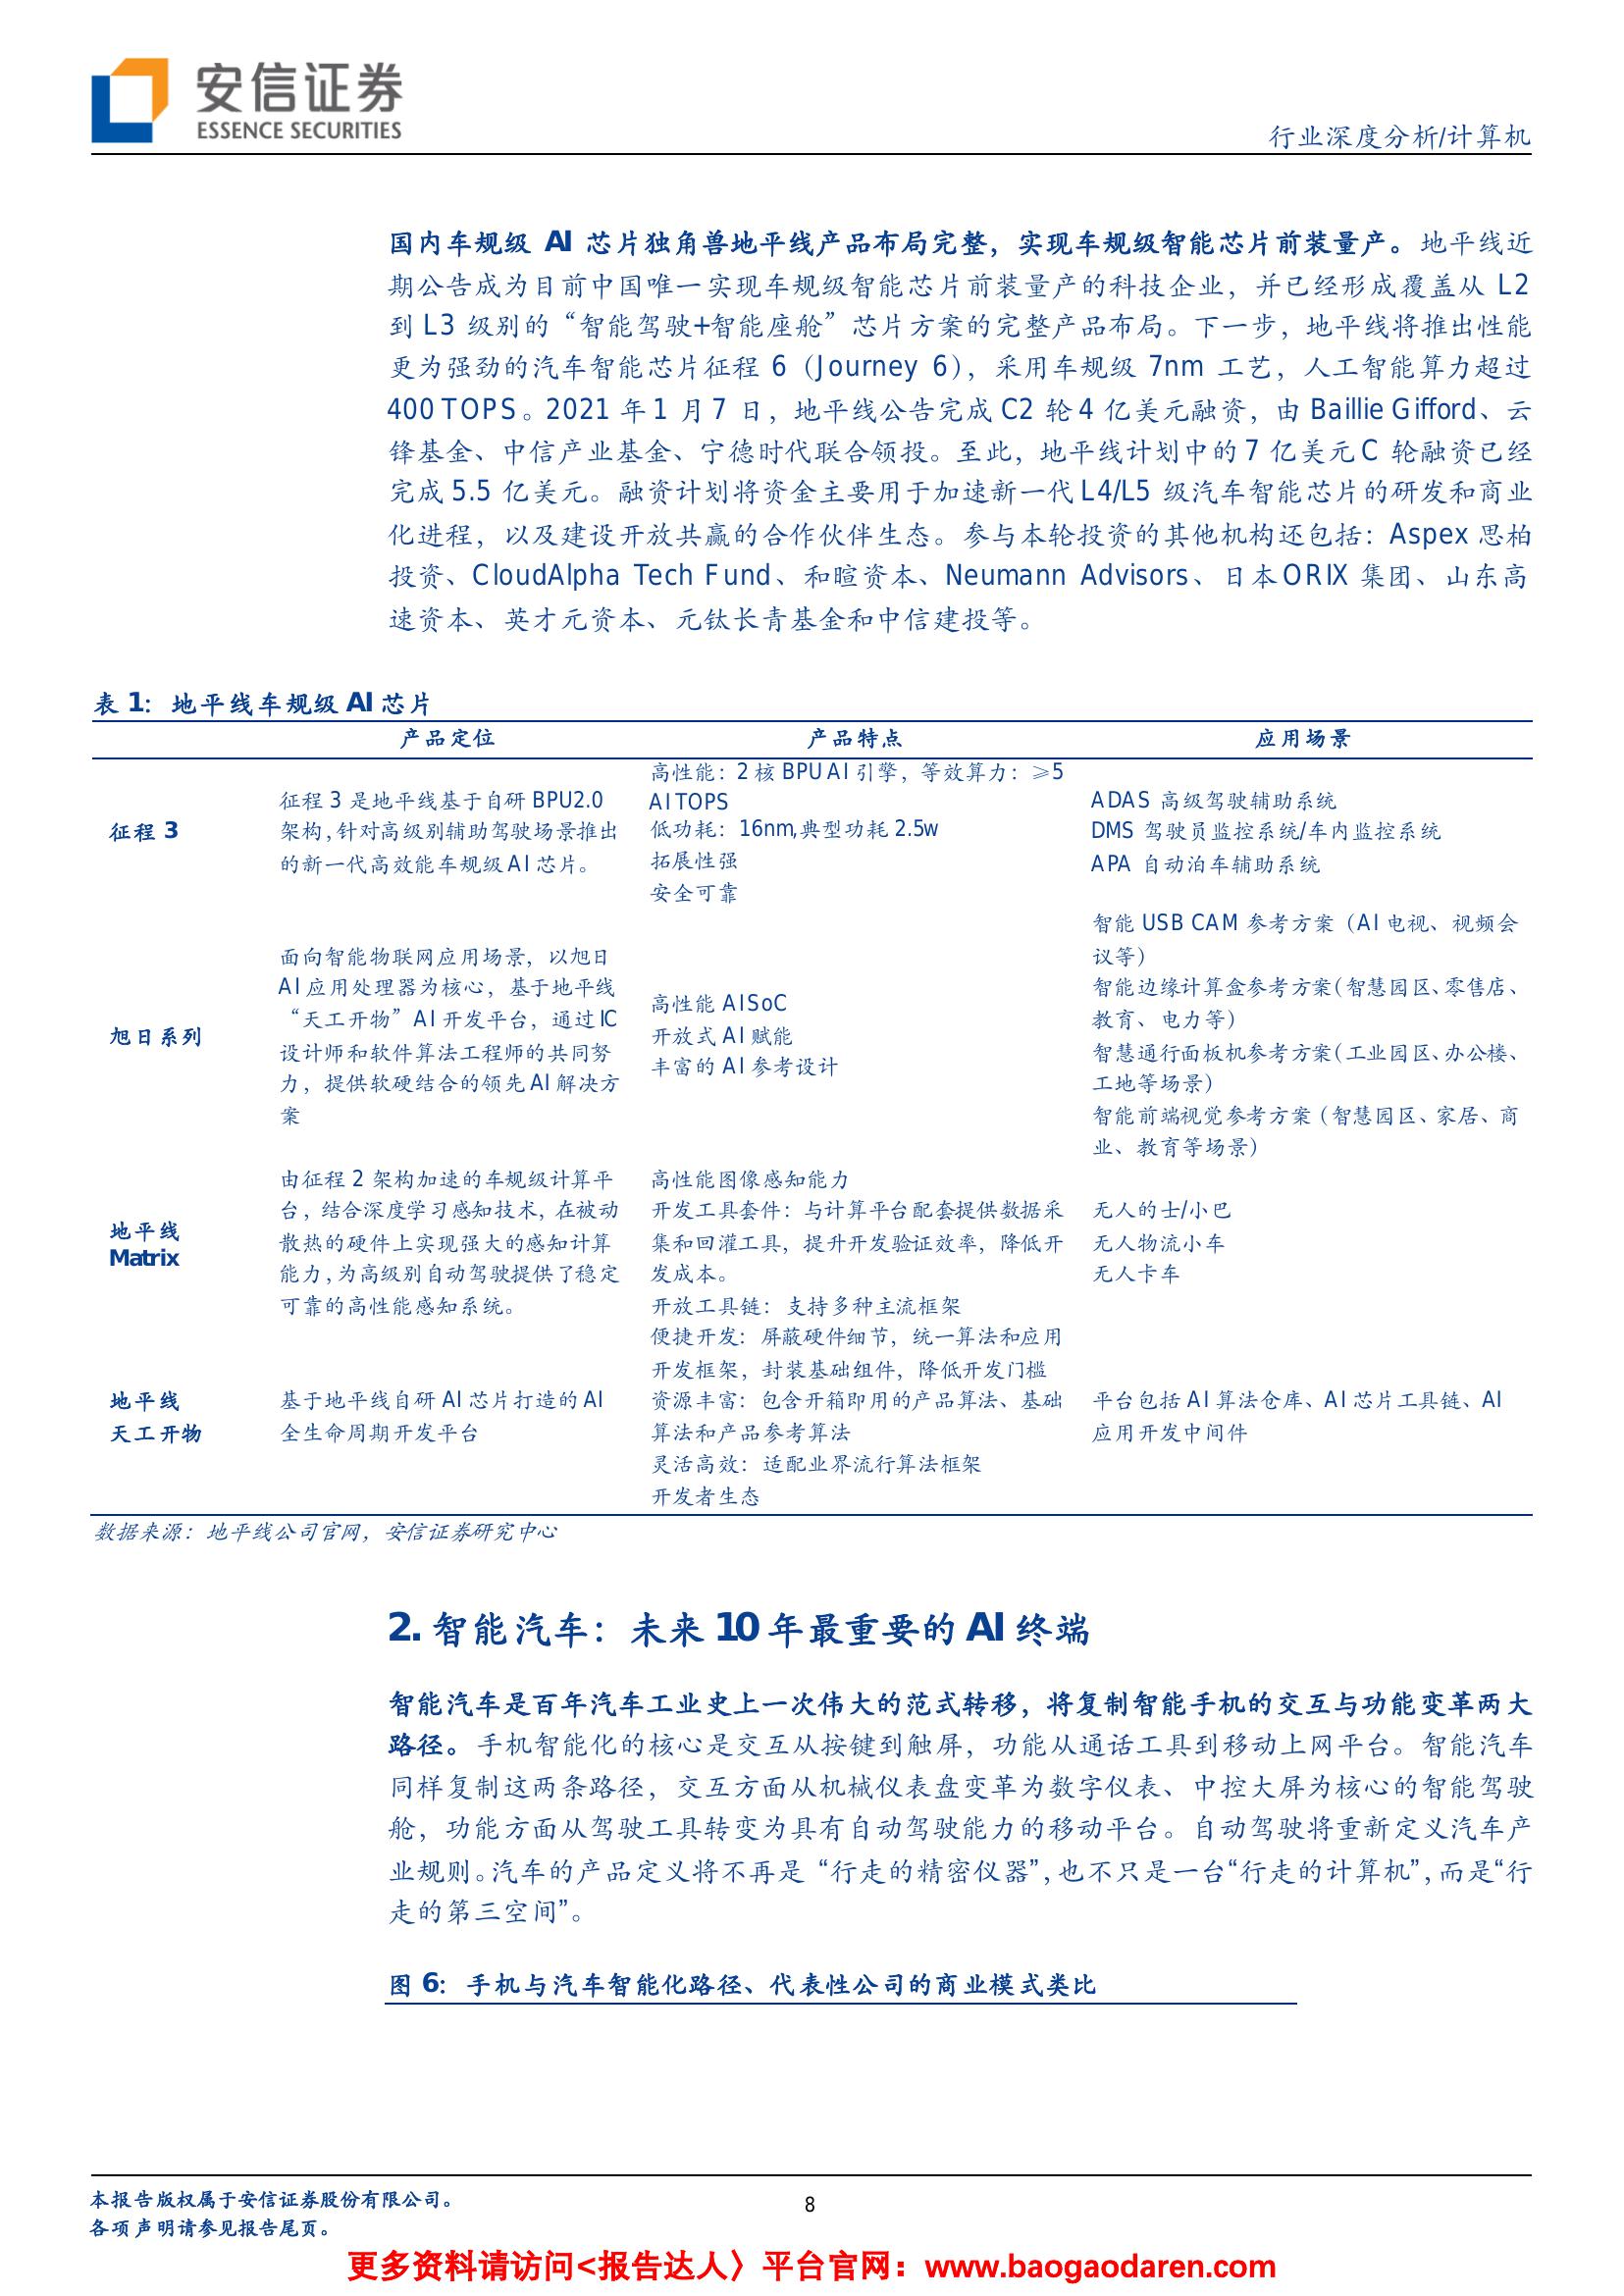 安信证券
ESSENCE SECURITIES
行业深度分析/计算机
国内车规级 AI 芯片独角兽地平线产品布局完整，实现车规级智能芯片前装量产。地平线近
期公告成为目前中国唯一实现车规级智能芯片前装量产的科技企业，并已经形成覆盖从 L2
到 L3 级别的“智能驾驶+智能座舱”芯片方案的完整产品布局。下一步，地平线将推出性能
更为强劲的汽车智能芯片征程 6（Journey 6），采用车规级 7nm 工艺，人工智能算力超过
400 TOPS。2021 年 1 月 7 日，地平线公告完成 C2 轮 4 亿美元融资，由 Baillie Gifford、云
锋基金、中信产业基金、宁德时代联合领投。至此，地平线计划中的 7 亿美元 C 轮融资已经
完成 5.5 亿美元。融资计划将资金主要用于加速新一代 L4/L5 级汽车智能芯片的研发和商业
化进程，以及建设开放共赢的合作伙伴生态。参与本轮投资的其他机构还包括：Aspex 思柏
投资、CloudAlpha Tech Fund、和暄资本、Neumann Advisors、日本 ORIX 集团、山东高
速资本、英才元资本、元钛长青基金和中信建投等。
表 1：地平线车规级 AI 芯片
产品定位 产品特点 应用场景
征程 3
征程 3 是地平线基于自研 BPU2.0
架构，针对高级别辅助驾驶场景推出
的新一代高效能车规级 AI 芯片。
高性能：2 核 BPU AI 引擎，等效算力：≥5
AI TOPS
低功耗：16nm,典型功耗 2.5w
拓展性强
安全可靠
ADAS 高级驾驶辅助系统
DMS 驾驶员监控系统/车内监控系统
APA 自动泊车辅助系统
旭日系列
面向智能物联网应用场景，以旭日
AI 应用处理器为核心，基于地平线
“天工开物”AI 开发平台，通过 IC
设计师和软件算法工程师的共同努
力，提供软硬结合的领先 AI 解决方
案
高性能 AISoC
开放式 AI 赋能
丰富的 AI 参考设计
智能 USB CAM 参考方案（AI 电视、视频会
议等）
智能边缘计算盒参考方案（智慧园区、零售店、
教育、电力等）
智慧通行面板机参考方案（工业园区、办公楼、
工地等场景）
智能前端视觉参考方案（智慧园区、家居、商
业、教育等场景）
地平线
Matrix
由征程 2 架构加速的车规级计算平
台，结合深度学习感知技术，在被动
散热的硬件上实现强大的感知计算
能力，为高级别自动驾驶提供了稳定
可靠的高性能感知系统。
高性能图像感知能力
开发工具套件：与计算平台配套提供数据采
集和回灌工具，提升开发验证效率，降低开
发成本。
开放工具链：支持多种主流框架
无人的士/小巴
无人物流小车
无人卡车
地平线
天工开物
基于地平线自研 AI 芯片打造的 AI
全生命周期开发平台
便捷开发：屏蔽硬件细节，统一算法和应用
开发框架，封装基础组件，降低开发门槛
资源丰富：包含开箱即用的产品算法、基础
算法和产品参考算法
灵活高效：适配业界流行算法框架
开发者生态
平台包括 AI 算法仓库、AI 芯片工具链、AI
应用开发中间件
数据来源：地平线公司官网，安信证券研究中心
2. 智能汽车：未来 10 年最重要的 AI 终端
智能汽车是百年汽车工业史上一次伟大的范式转移，将复制智能手机的交互与功能变革两大
路径。手机智能化的核心是交互从按键到触屏，功能从通话工具到移动上网平台。智能汽车
同样复制这两条路径，交互方面从机械仪表盘变革为数字仪表、中控大屏为核心的智能驾驶
舱，功能方面从驾驶工具转变为具有自动驾驶能力的移动平台。自动驾驶将重新定义汽车产
业规则。汽车的产品定义将不再是“行走的精密仪器”，也不只是一台“行走的计算机”，而是“行
走的第三空间”。
图 6：手机与汽车智能化路径、代表性公司的商业模式类比
本报告版权属于安信证券股份有限公司。
各项声明请参见报告尾页。
8
更多资料请访问<报告达人〉平台官网：www.baogaodaren.com